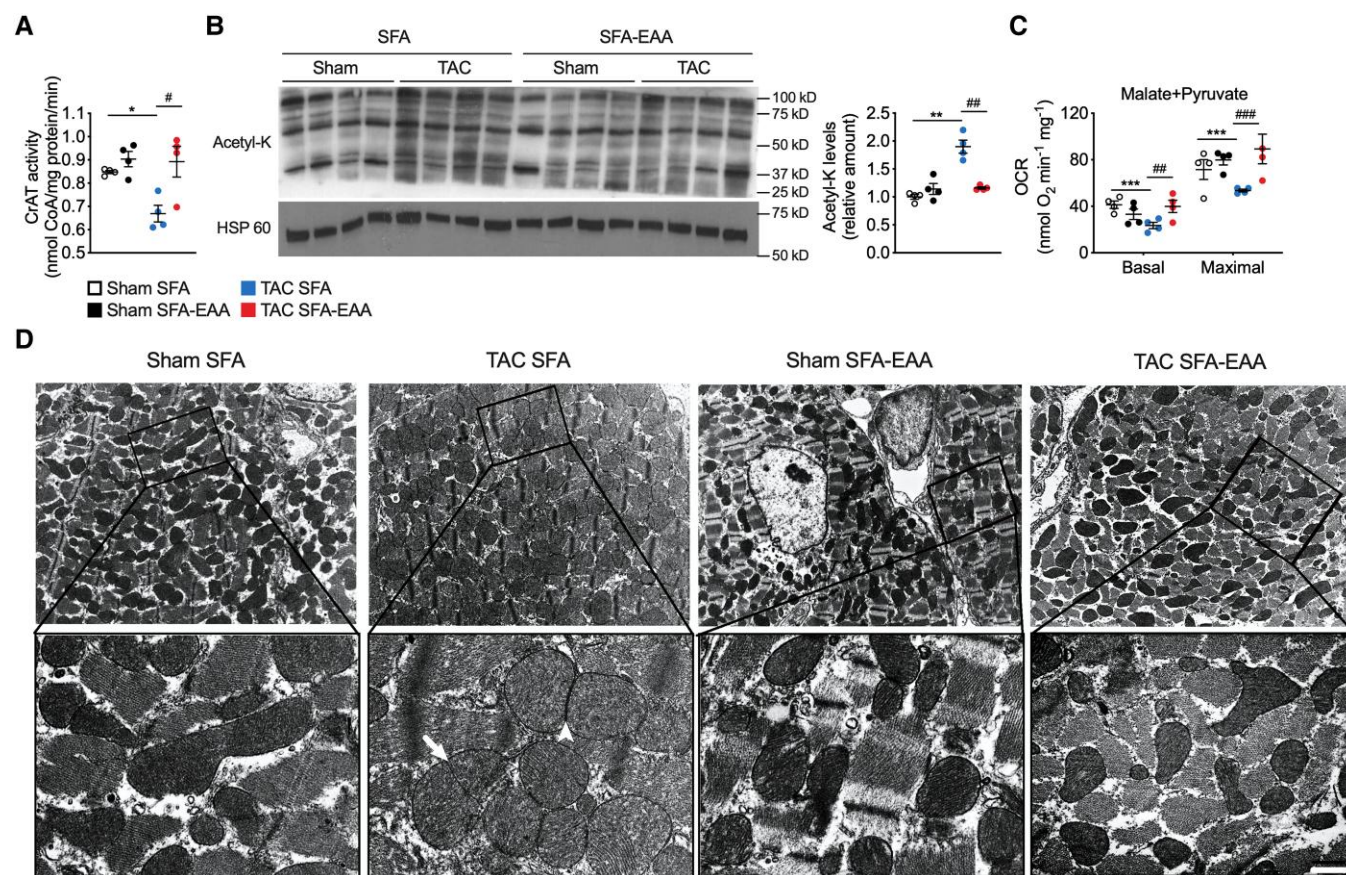 A
CrAT activity
(nmol CoA/mg protein/min)
1.1
1.0
0.9
0.8
0.7
0.6
0.5
*
#
B
SFA
SFA-EAA
Sham
TAC
Sham
TAC
Acetyl-K
100 kD
75 kD
50 kD
37 kD
25 kD
HSP 60
75 kD
50 kD
Acetyl-K levels
(relative amount)
2.5
2.0
1.5
1.0
0.5
0.0
**
##
C
Malate+Pyruvate
OCR
(nmol O2 min-1 mg-1)
120
80
40
0
***
##
***
###
Basal
Maximal
Sham SFA
TAC SFA
Sham SFA-EAA
TAC SFA-EAA
D
Sham SFA
TAC SFA
Sham SFA-EAA
TAC SFA-EAA